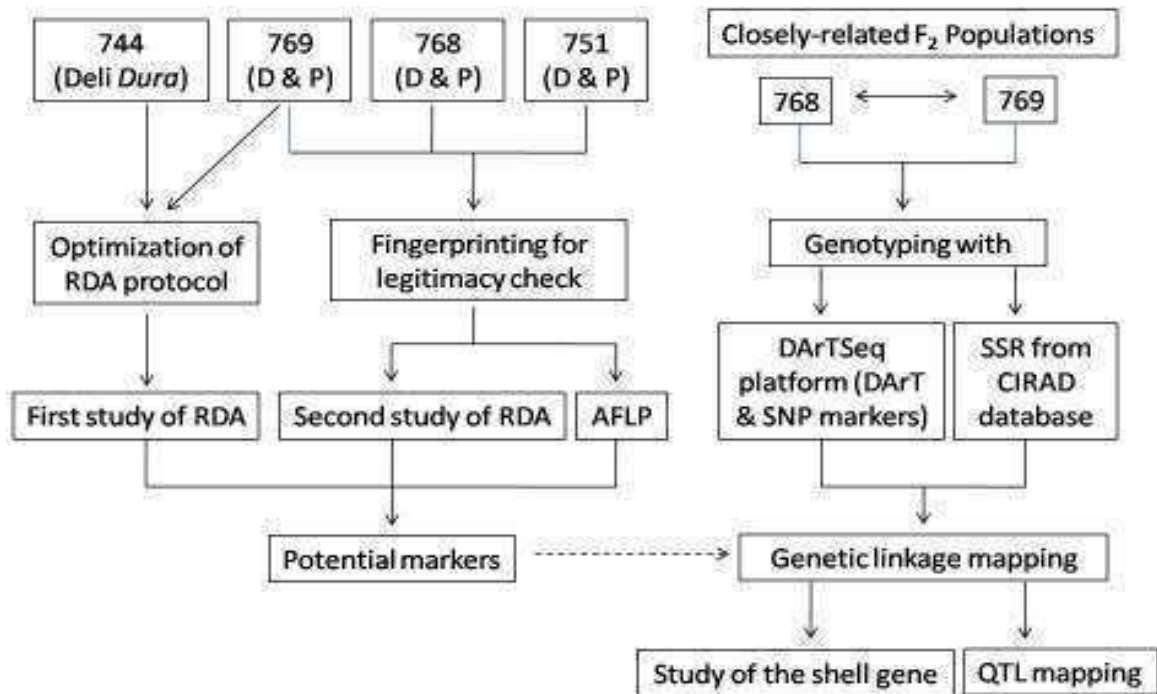 744
(Deli Dura)
769
(D & P)
768
(D & P)
751
(D & P)
Closely-related F₂ Populations
768
769
Optimization of
RDA protocol
Fingerprinting for
legitimacy check
Genotyping with
First study of RDA
Second study of RDA
AFLP
DArTSeq
platform (DArT
& SNP markers)
SSR from
CIRAD
database
Potential markers
Genetic linkage mapping
Study of the shell gene
QTL mapping